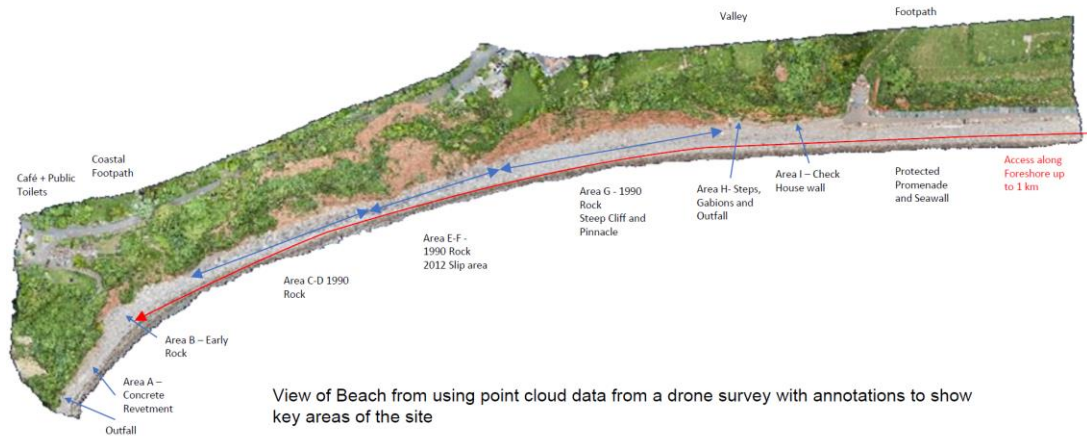 Valley
Footpath
Café + Public
Toilets
Coastal
Footpath
Area C-D 1990
Rock
Area E-F -
1990 Rock
2012 Slip area
Area G - 1990
Rock
Steep Cliff and
Pinnacle
Area H- Steps,
Gabions and
Outfall
Area I – Check
House wall
Protected
Promenade
and Seawall
Access along
Foreshore up
to 1 km
Area B – Early
Rock
Area A –
Concrete
Revetment
Outfall
View of Beach from using point cloud data from a drone survey with annotations to show
key areas of the site